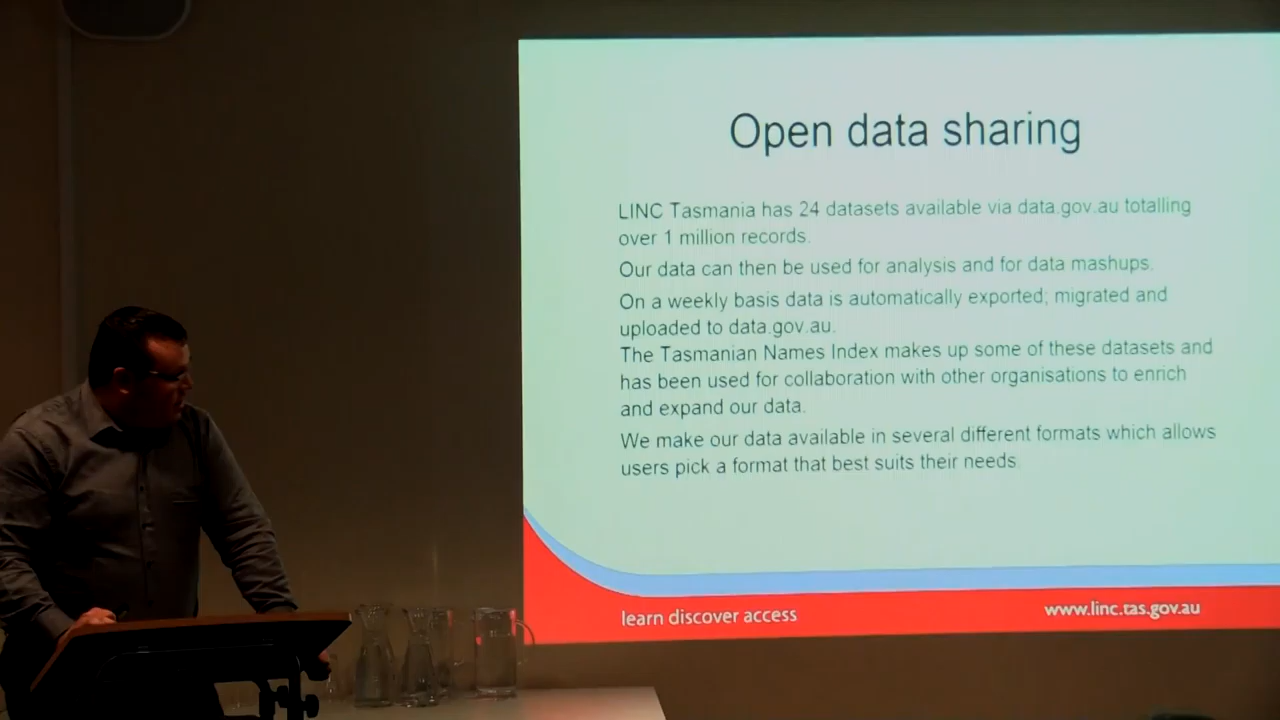 Open data sharing
LINC Tasmania has 24 datasets available via data.gov.au totalling
over 1 million records.
Our data can then be used for analysis and for data mashups.
On a weekly basis data is automatically exported; migrated and
uploaded to data.gov.au.
The Tasmanian Names Index makes up some of these datasets and
has been used for collaboration with other organisations to enrich
and expand our data.
We make our data available in several different formats which allows
users pick a format that best suits their needs.
learn discover access
www.linc.tas.gov.au